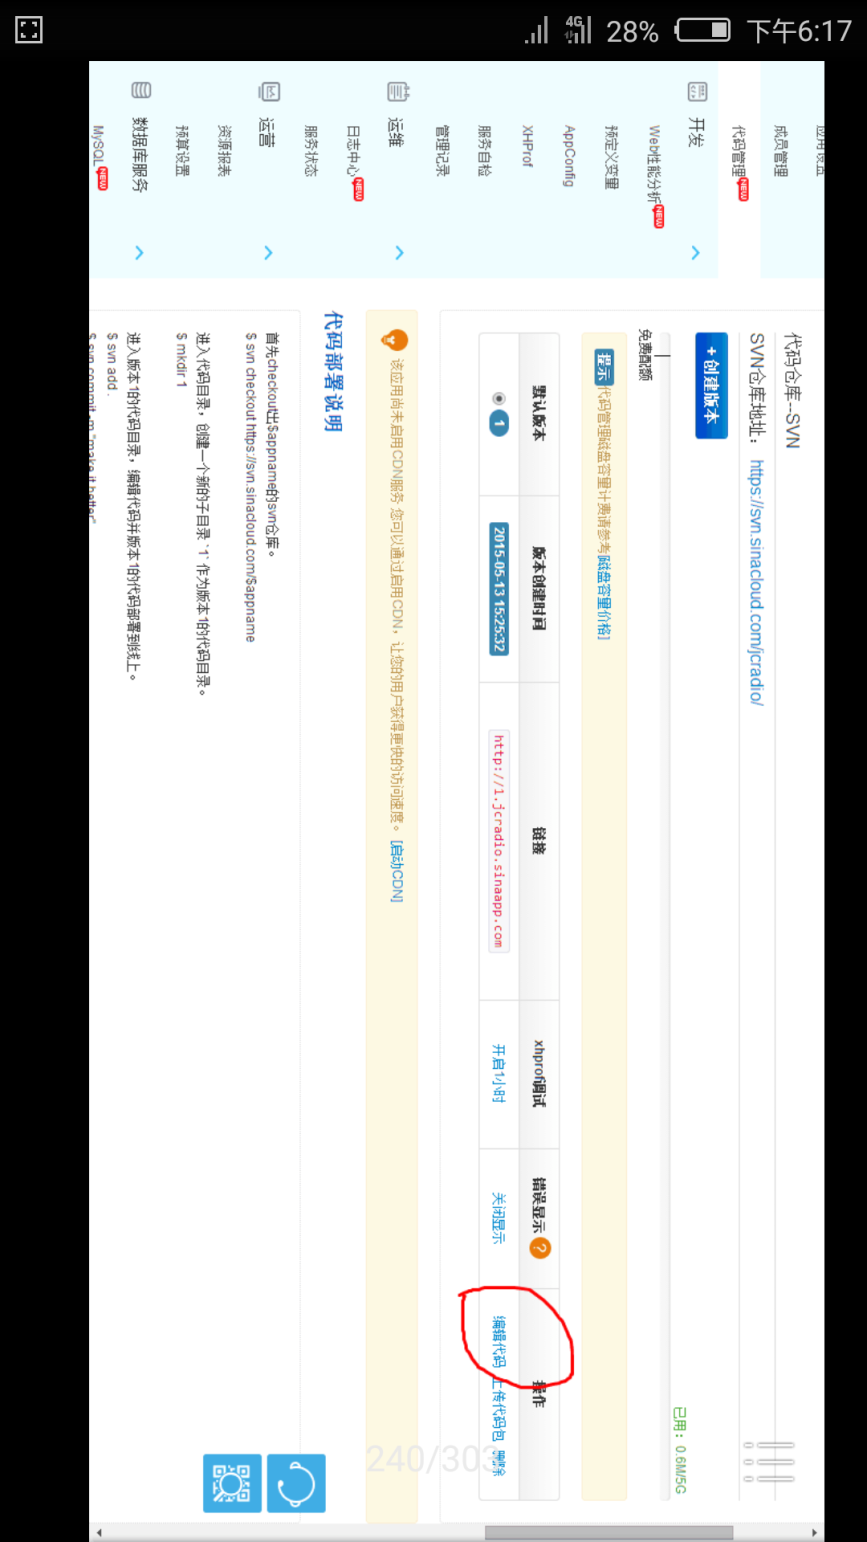 28%
下午6:17
应用设置
成员管理
代码管理 NEW
开发
Web性能分析 NEW
预定义变量
AppConfig
XHProf
服务自检
管理记录
运维
日志中心 NEW
服务状态
运营
资源报表
预算设置
数据库服务
MySQL NEW
代码仓库--SVN
SVN仓库地址: https://svn.sinacloud.com/jcradio/
+ 创建版本
已用: 0.6M/5G
免费配额
提示 代码管理磁盘容量计费请参考[磁盘容量价格]
默认版本 版本创建时间 链接 xhprof调试 错误显示 ? 操作
1 2015-05-13 15:25:32 http://1.jcradio.sinaapp.com 开启1小时 关闭显示 编辑代码 上传代码包 删除
该应用尚未启用CDN服务 您可以通过启用CDN，让您的用户获得更快的访问速度。 [启动CDN]
代码部署说明
首先checkout出$appname的svn仓库。
$ svn checkout https://svn.sinacloud.com/$appname
进入代码目录，创建一个新的子目录 `1` 作为版本1的代码目录。
$ mkdir 1
进入版本1的代码目录，编辑代码并版本1的代码部署到线上。
$ svn add .
$ svn commit -m "make it better"
240/303